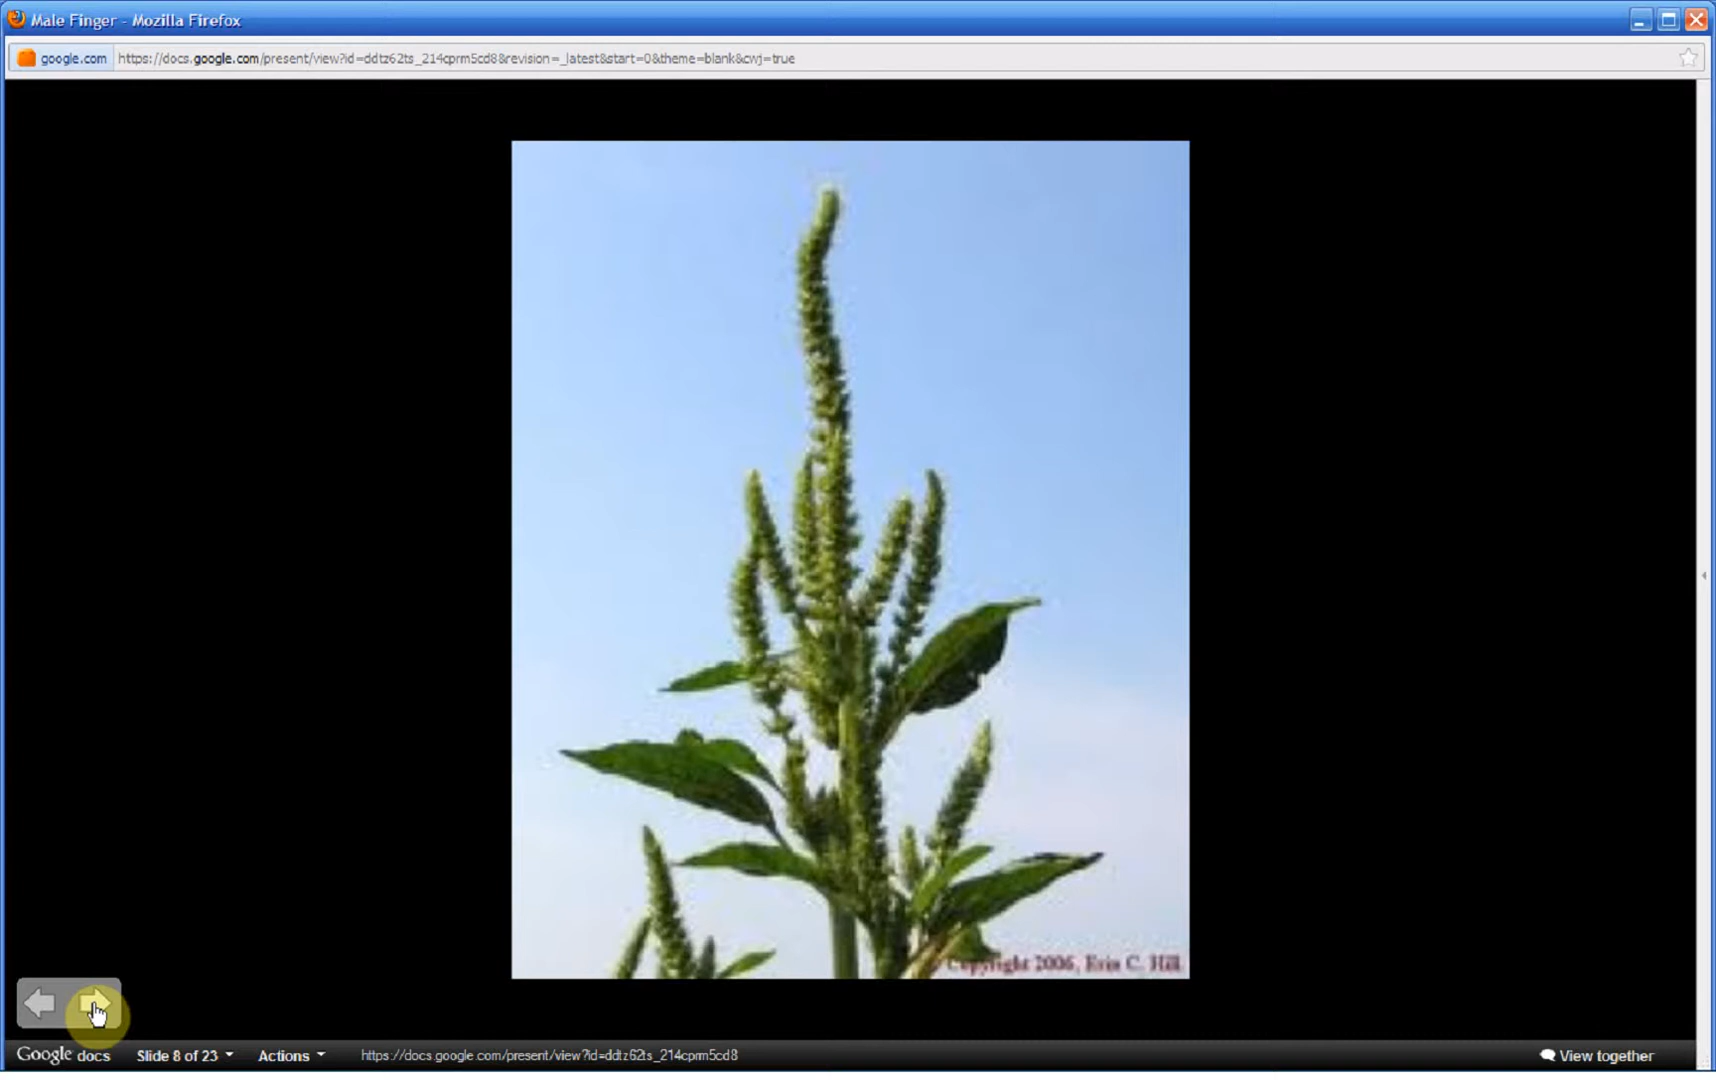 Male Finger - Mozilla Firefox
google.com
https://docs.google.com/present/view?id=ddtz62ts_214cprm5cd8&revision=_latest&start=0&theme=blank&cwj=true
Copyright 2006, Erin C. Hill
Google docs
Slide 8 of 23
Actions
https://docs.google.com/present/view?id=ddtz62ts_214cprm5cd8
View together